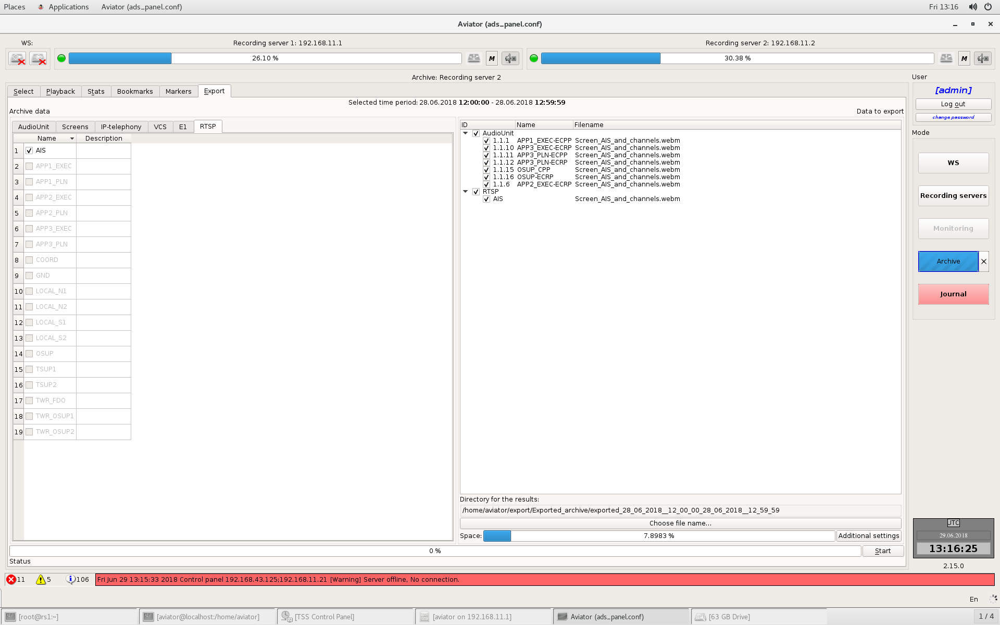 Places Applications Aviator (ads_panel.conf) Fri 13:16
Aviator (ads_panel.conf)
WS: Recording server 1: 192.168.11.1 Recording server 2: 192.168.11.2
26.10 % M 30.38 % M
Archive: Recording server 2 User
Select Playback Stats Bookmarks Markers Export [admin]
Selected time period: 28.06.2018 12:00:00 - 28.06.2018 12:59:59
Log out
Archive data Data to export
change password
AudioUnit Screens IP-telephony VCS E1 RTSP
ID Name Filename
Mode
Name Description
AudioUnit
1.1.1 APP1_EXEC-ECPP Screen_AIS_and_channels.webm
1.1.10 APP3_EXEC-ECRP Screen_AIS_and_channels.webm
1.1.11 APP3_PLN-ECPP Screen_AIS_and_channels.webm
1.1.12 APP3_PLN-ECRP Screen_AIS_and_channels.webm
1.1.15 OSUP_CPP Screen_AIS_and_channels.webm
1.1.16 OSUP-ECRP Screen_AIS_and_channels.webm
1.1.6 APP2_EXEC-ECRP Screen_AIS_and_channels.webm
RTSP
AIS Screen_AIS_and_channels.webm
1 AIS
2 APP1_EXEC
3 APP1_PLN
4 APP2_EXEC
5 APP2_PLN
6 APP3_EXEC
7 APP3_PLN
8 COORD
9 GND
10 LOCAL_N1
11 LOCAL_N2
12 LOCAL_S1
13 LOCAL_S2
14 OSUP
15 TSUP1
16 TSUP2
17 TWR_FDO
18 TWR_OSUP1
19 TWR_OSUP2
WS
Recording servers
Monitoring
Archive
Journal
Directory for the results:
/home/aviator/export/Exported_archive/exported_28_06_2018__12_00_00_28_06_2018__12_59_59
Choose file name...
Space: 7.8983 % Additional settings
0 % Start
Status
UTC
29.06.2018
13:16:25
2.15.0
11 5 106 Fri Jun 29 13:15:33 2018 Control panel 192.168.43.125;192.168.11.21 [Warning] Server offline, No connection.
En
[root@rs1:~] [aviator@localhost:/home/aviator] [TSS Control Panel] [aviator on 192.168.11.1] Aviator (ads_panel.conf) [63 GB Drive] 1 / 4